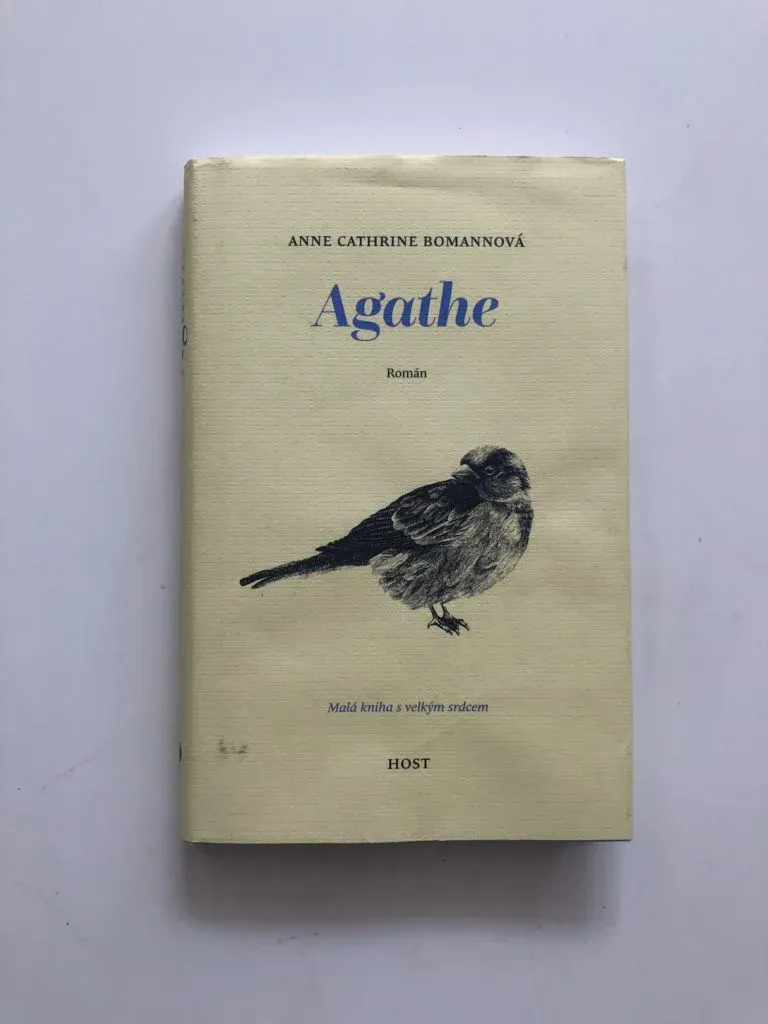 ANNE CATHRINE BOMANNOVÁ
Agathe
Román
Malá kniha s velkým srdcem
HOST